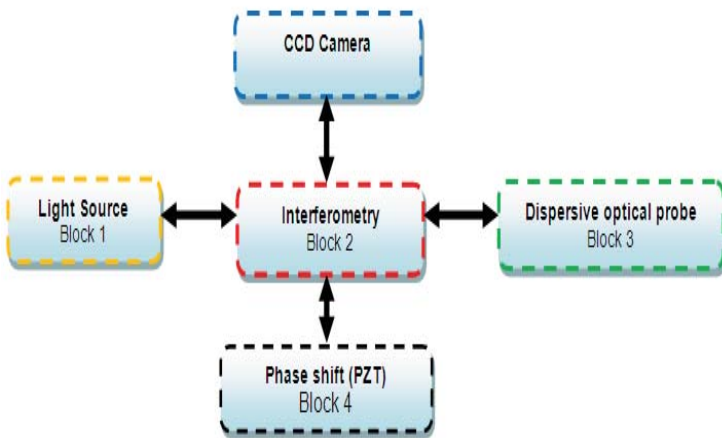 CCD Camera
Light Source
Block 1
Interferometry
Block 2
Dispersive optical probe
Block 3
Phase shift (PZT)
Block 4